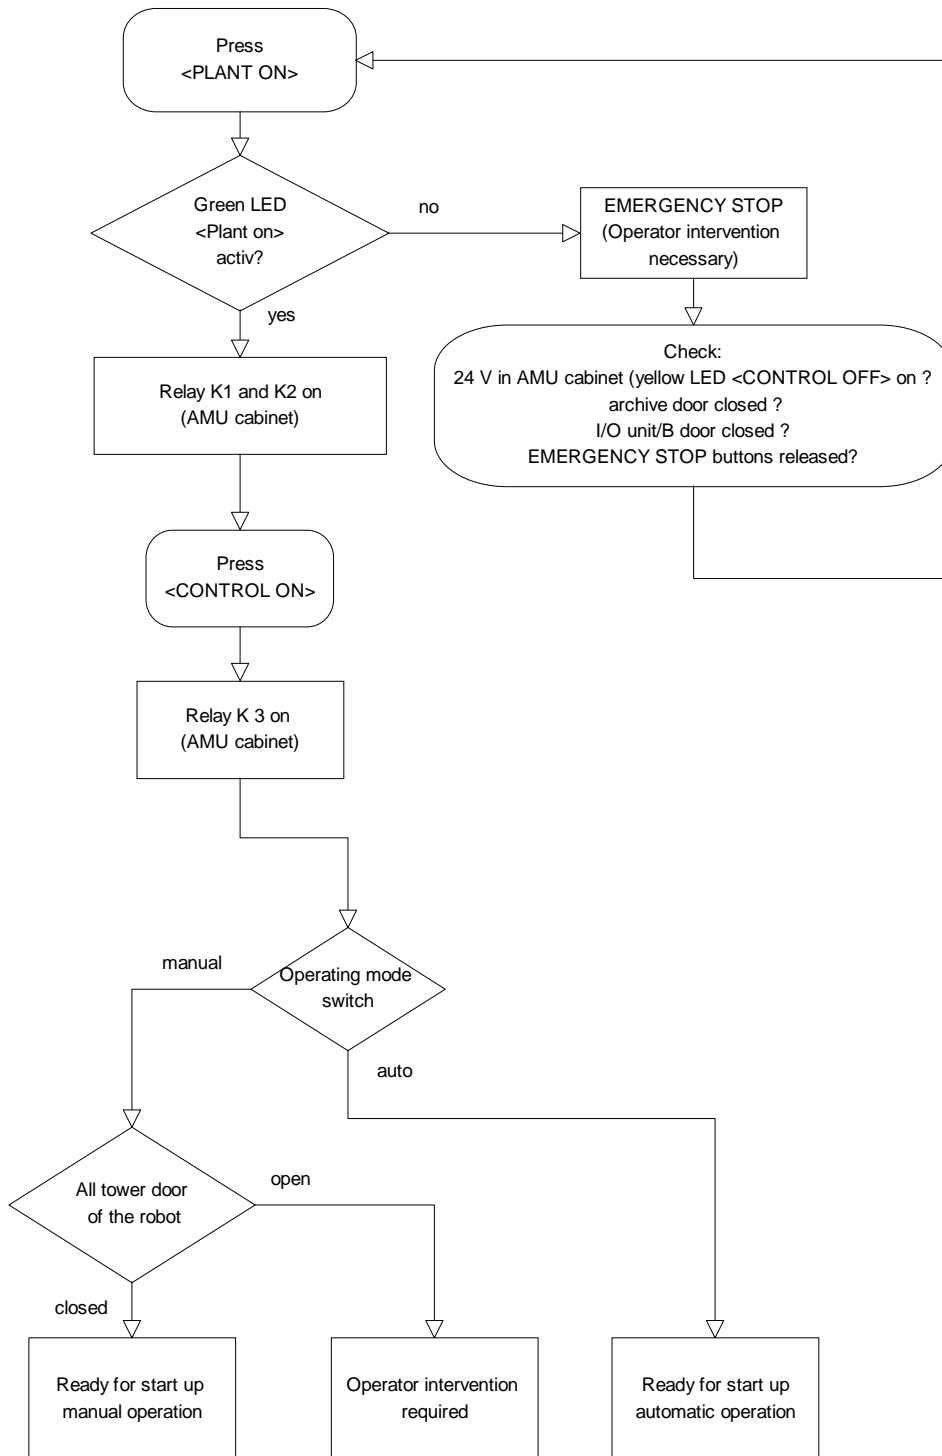 Press
<PLANT ON>
Green LED
<Plant on>
activ?
no
EMERGENCY STOP
(Operator intervention
necessary)
yes
Check:
24 V in AMU cabinet (yellow LED <CONTROL OFF> on ?
archive door closed ?
I/O unit/B door closed ?
EMERGENCY STOP buttons released?
Relay K1 and K2 on
(AMU cabinet)
Press
<CONTROL ON>
Relay K 3 on
(AMU cabinet)
manual
Operating mode
switch
auto
All tower door
of the robot
open
closed
Ready for start up
manual operation
Operator intervention
required
Ready for start up
automatic operation